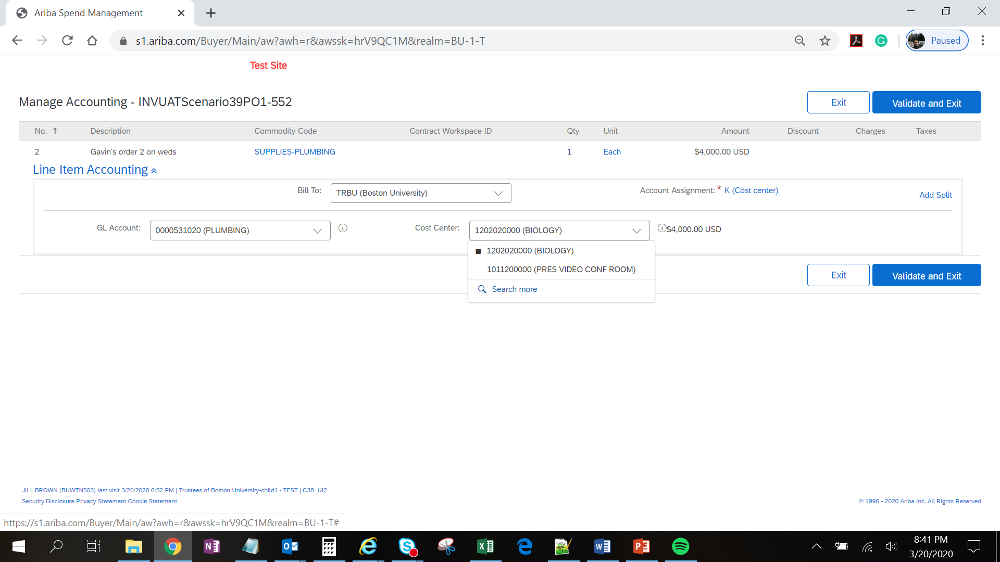 Ariba Spend Management
s1.ariba.com/Buyer/Main/aw?awh=r&awssk=hrV9QC1M&realm=BU-1-T
Paused
Test Site
Manage Accounting - INVUATScenario39PO1-552
Exit
Validate and Exit
No. ↑ Description Commodity Code Contract Workspace ID Qty Unit Amount Discount Charges Taxes
2 Gavin's order 2 on weds SUPPLIES-PLUMBING 1 Each $4,000.00 USD
Line Item Accounting
Bill To: TRBU (Boston University) Account Assignment: * K (Cost center)
Add Split
GL Account: 0000531020 (PLUMBING) Cost Center: 1202020000 (BIOLOGY) $4,000.00 USD
1202020000 (BIOLOGY)
1011200000 (PRES VIDEO CONF ROOM)
Search more
Exit
Validate and Exit
JILL BROWN (BUWTN503) last visit 3/20/2020 6:52 PM | Trustees of Boston University-child1 - TEST | C38_UI2
Security Disclosure Privacy Statement Cookie Statement
© 1996 - 2020 Ariba Inc. All Rights Reserved
https://s1.ariba.com/Buyer/Main/aw?awh=r&awssk=hrV9QC1M&realm=BU-1-T#
8:41 PM
3/20/2020